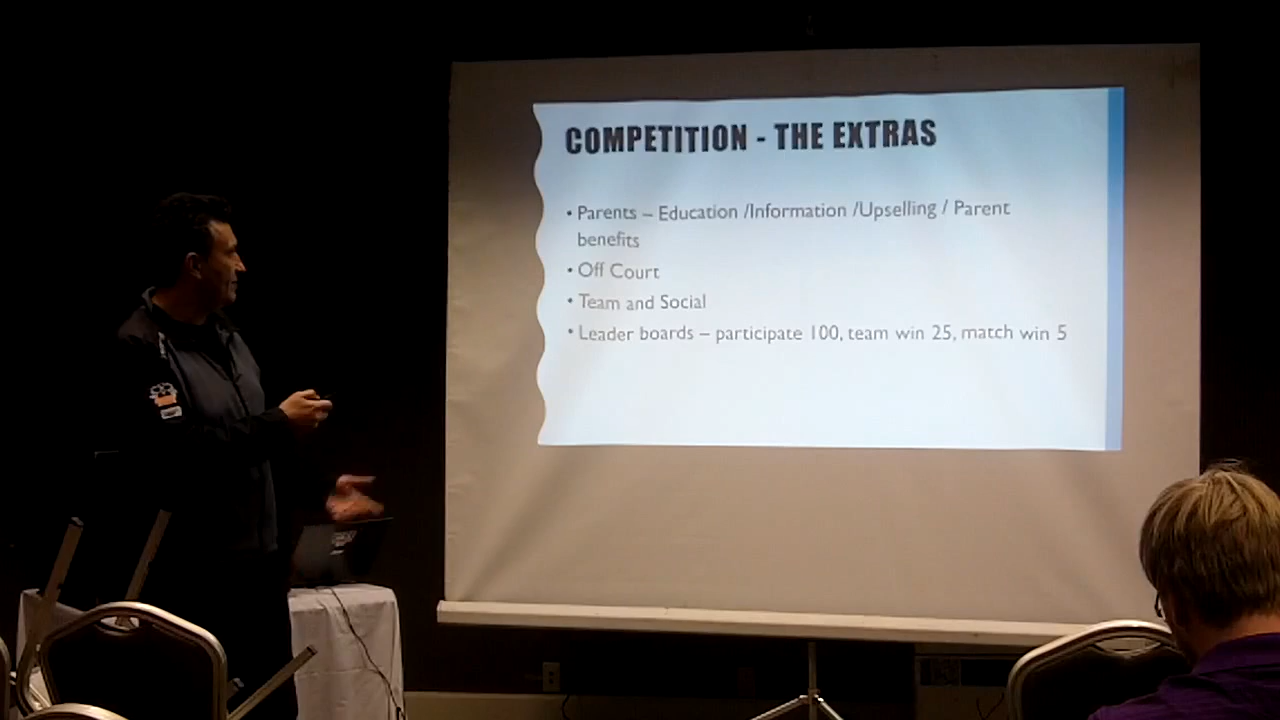 COMPETITION - THE EXTRAS
• Parents – Education /Information /Upselling / Parent
benefits
• Off Court
• Team and Social
• Leader boards – participate 100, team win 25, match win 5